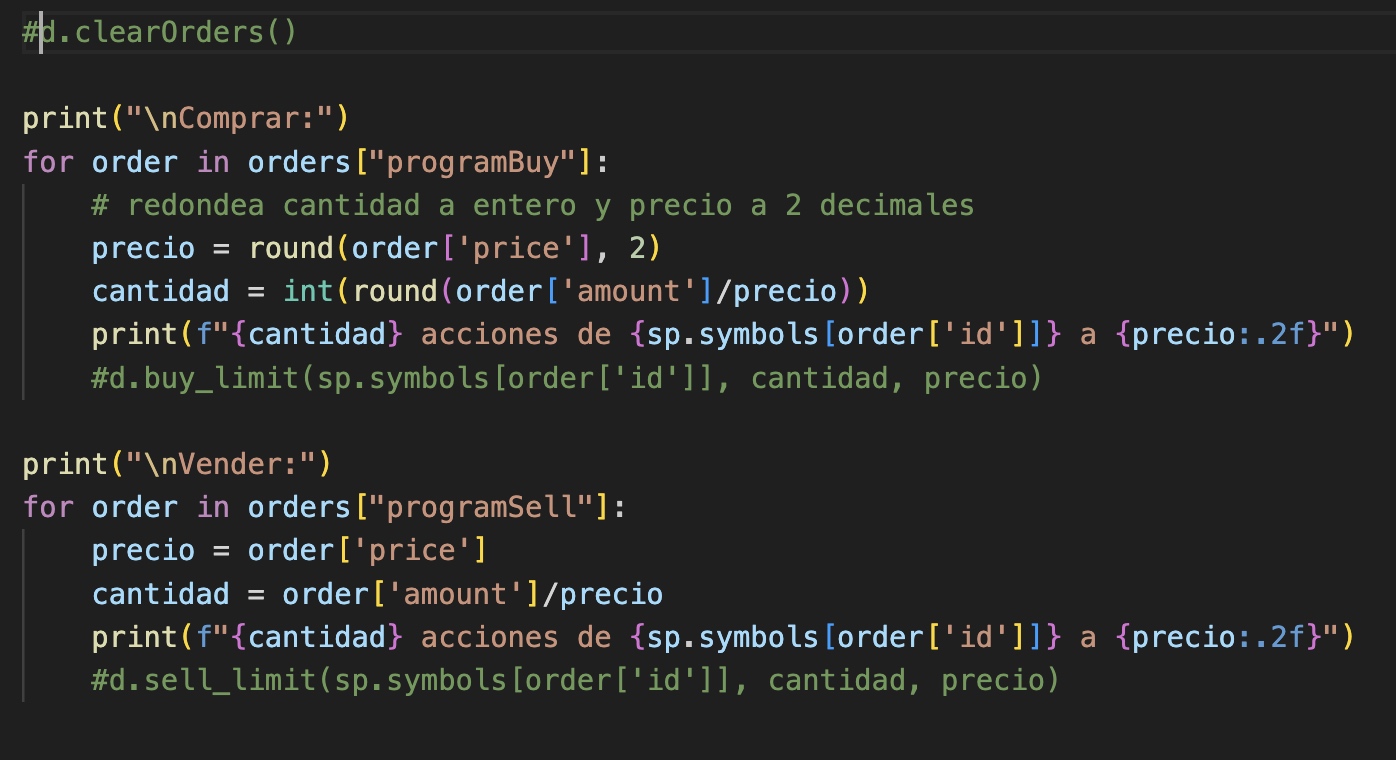 #d.clearOrders()
print("\nComprar:")
for order in orders["programBuy"]:
    # redondea cantidad a entero y precio a 2 decimales
    precio = round(order['price'], 2)
    cantidad = int(round(order['amount']/precio))
    print(f"{cantidad} acciones de {sp.symbols[order['id']]} a {precio:.2f}")
    #d.buy_limit(sp.symbols[order['id']], cantidad, precio)
print("\nVender:")
for order in orders["programSell"]:
    precio = order['price']
    cantidad = order['amount']/precio
    print(f"{cantidad} acciones de {sp.symbols[order['id']]} a {precio:.2f}")
    #d.sell_limit(sp.symbols[order['id']], cantidad, precio)